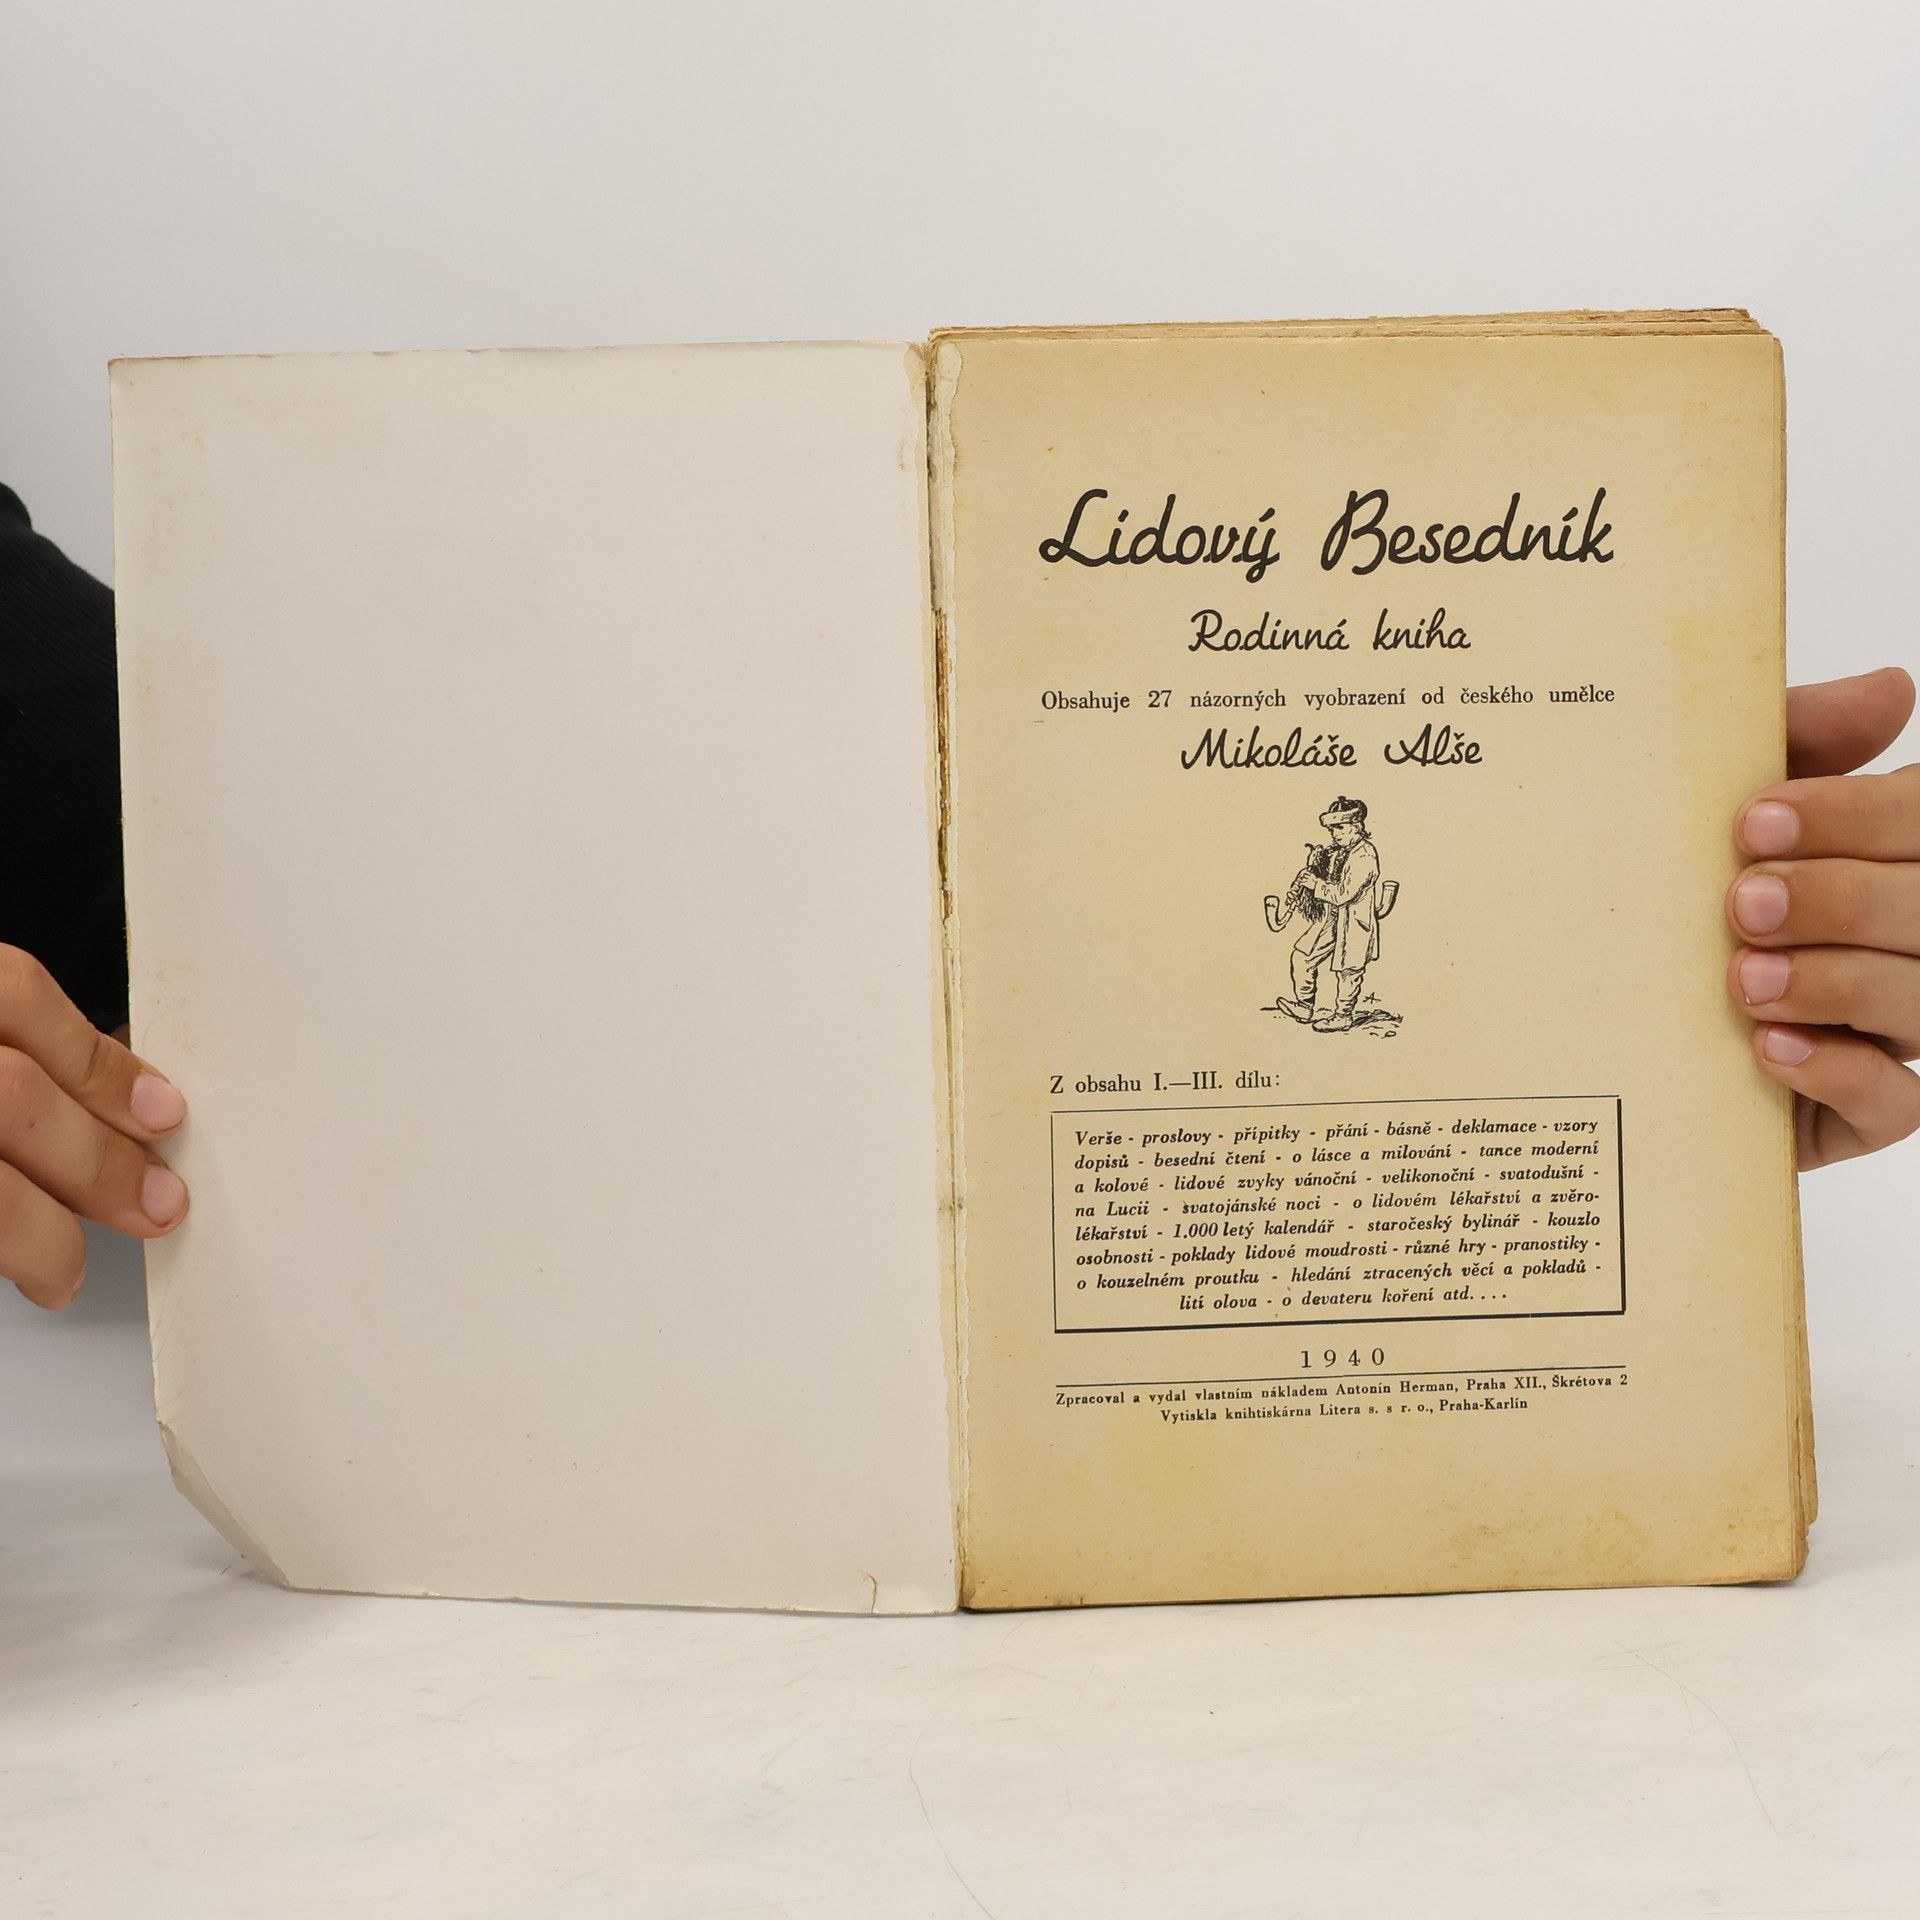 Lidový Besedník
Rodinná kniha
Obsahuje 27 názorných vyobrazení od českého umělce
Mikoláše Alše
A
Z obsahu I.—III. dílu:
Verše - proslovy - přípitky - přání - básně - deklamace - vzory
dopisů - besední čtení - o lásce a milování - tance moderní
a kolové - lidové zvyky vánoční - velikonoční - svatodušní -
na Lucii - svatojánské noci - o lidovém lékařství a zvěro-
lékařství - 1.000 letý kalendář - staročeský bylinář - kouzlo
osobnosti - poklady lidové moudrosti - různé hry - pranostiky -
o kouzelném proutku - hledání ztracených věcí a pokladů -
lití olova - o devateru koření atd. . . .
1940
Zpracoval a vydal vlastním nákladem Antonín Herman, Praha XII., Škrétova 2
Vytiskla knihtiskárna Litera s. s r. o., Praha-Karlín